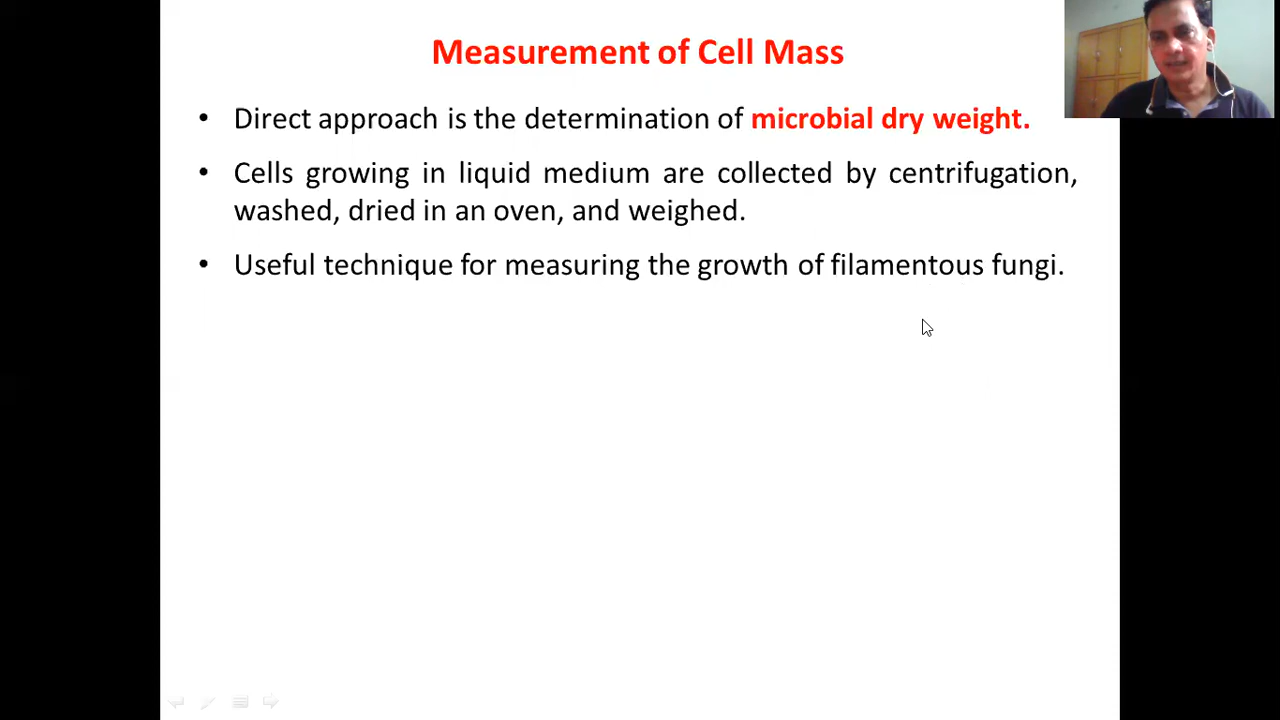 Measurement of Cell Mass
• Direct approach is the determination of microbial dry weight.
• Cells growing in liquid medium are collected by centrifugation,
washed, dried in an oven, and weighed.
• Useful technique for measuring the growth of filamentous fungi.